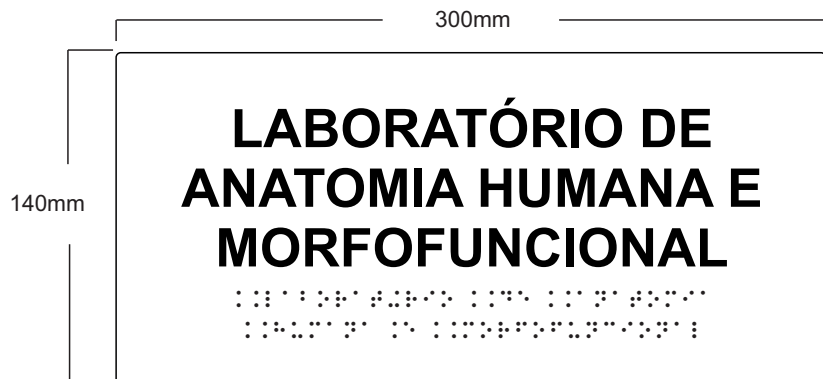 300mm
140mm
LABORATÓRIO DE
ANATOMIA HUMANA E
MORFOFUNCIONAL
⠨⠨⠇⠁⠃⠕⠗⠁⠞⠬⠗⠊⠕ ⠨⠨⠙⠑ ⠨⠨⠁⠝⠁⠞⠕⠍⠊⠁
⠨⠨⠓⠥⠍⠁⠝⠁ ⠨⠑ ⠨⠨⠍⠕⠗⠋⠕⠋⠥⠝⠉⠊⠕⠝⠁⠇